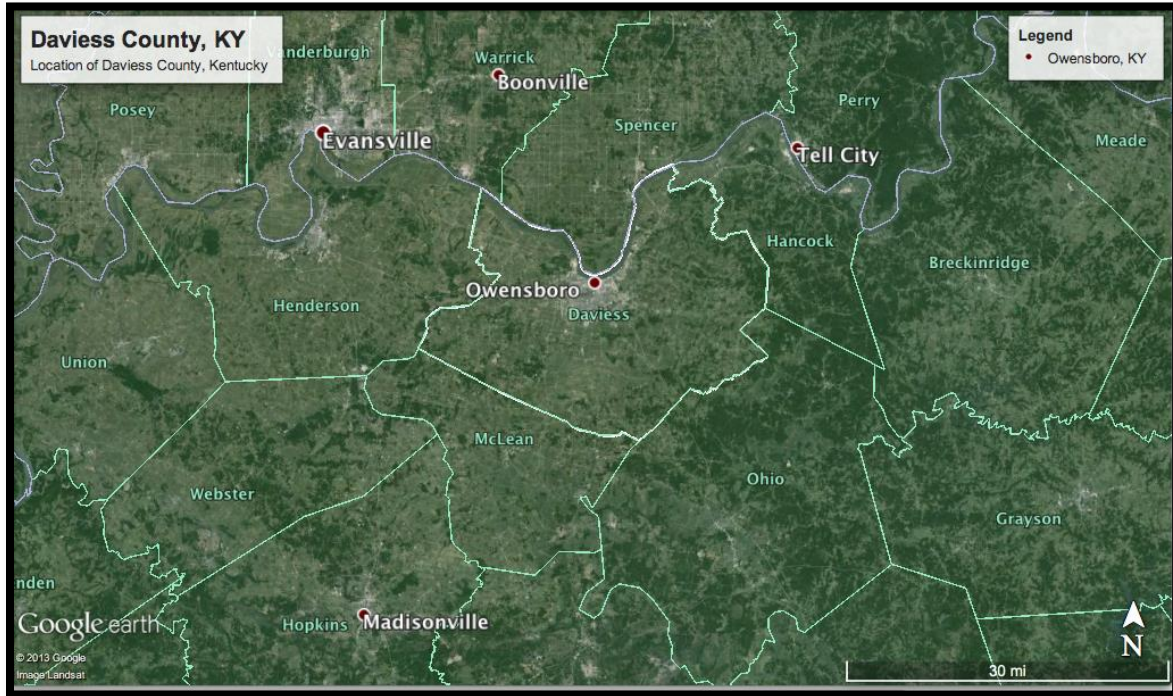 Daviess County, KY
Location of Daviess County, Kentucky
Legend
Owensboro, KY
Vanderburgh
Warrick
Boonville
Posey
Evansville
Spencer
Perry
Tell City
Meade
Hancock
Breckinridge
Owensboro
Daviess
Henderson
Union
McLean
Webster
Ohio
Grayson
nden
Hopkins
Madisonville
Google earth
© 2013 Google
Image Landsat
N
30 mi